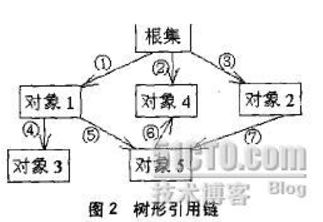 根集
① ② ③
对象1 对象4 对象2
④ ⑤ ⑥ ⑦
对象3 对象5
51CTO.com
技术博客 Blog
图2 树形引用链